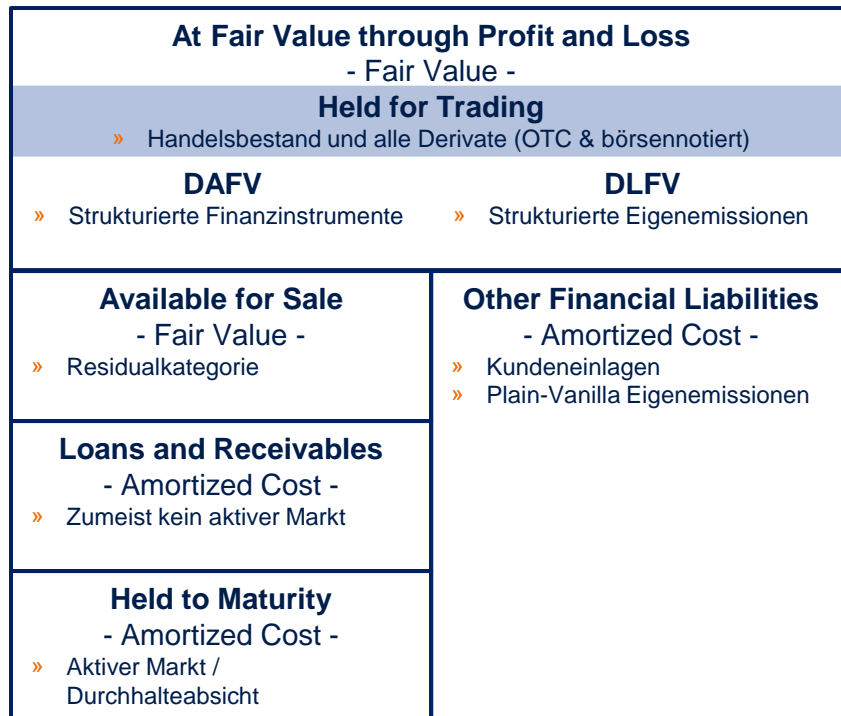 At Fair Value through Profit and Loss
- Fair Value -
Held for Trading
» Handelsbestand und alle Derivate (OTC & börsennotiert)
DAFV
» Strukturierte Finanzinstrumente
DLFV
» Strukturierte Eigenemissionen
Available for Sale
- Fair Value -
» Residualkategorie
Other Financial Liabilities
- Amortized Cost -
» Kundeneinlagen
» Plain-Vanilla Eigenemissionen
Loans and Receivables
- Amortized Cost -
» Zumeist kein aktiver Markt
Held to Maturity
- Amortized Cost -
» Aktiver Markt /
Durchhalteabsicht